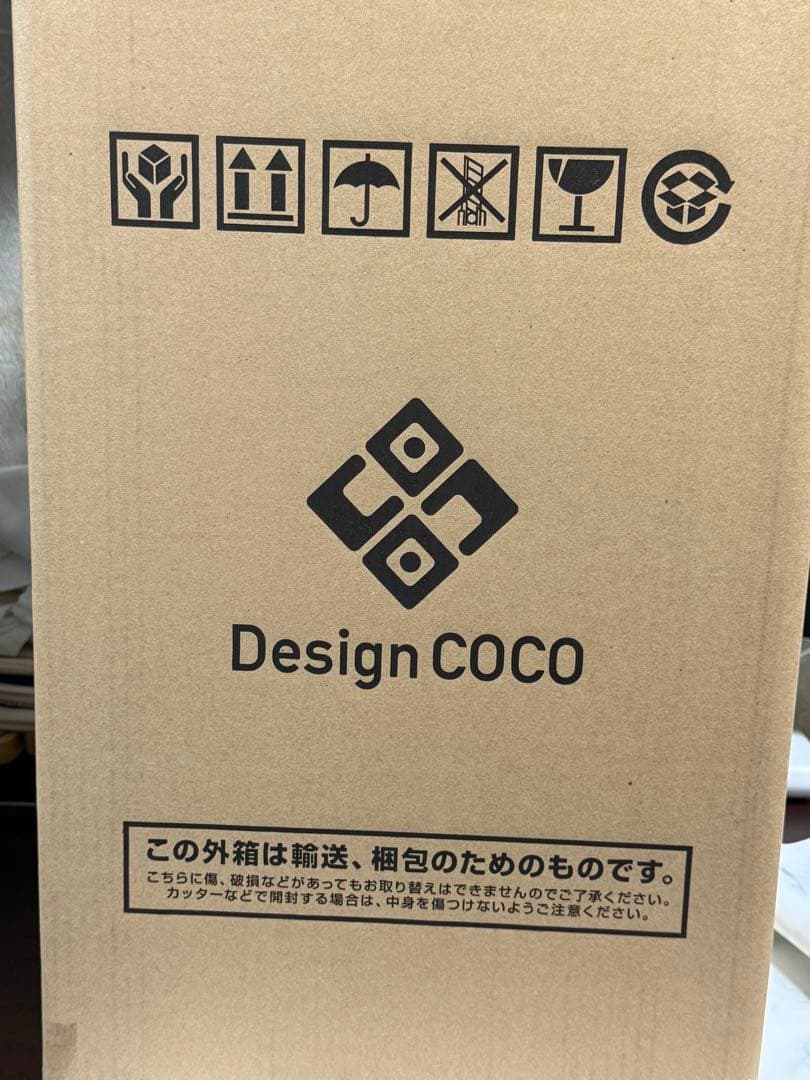 Design COCO
この外箱は輸送、梱包のためのものです。
こちらに傷、破損などがあってもお取り替えはできませんのでご了承ください。
カッターなどで開封する場合は、中身を傷つけないようご注意ください。